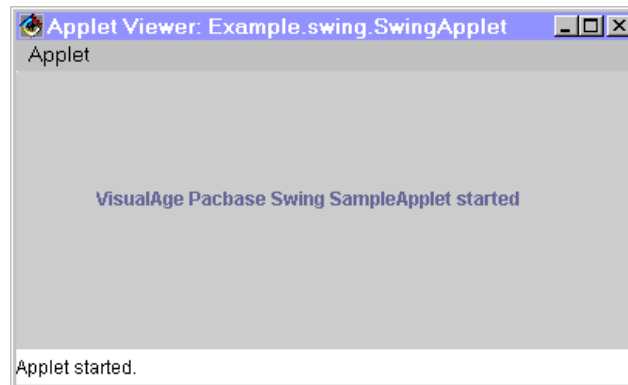 Applet Viewer: Example.swing.SwingApplet
Applet
VisualAge Pacbase Swing SampleApplet started
Applet started.